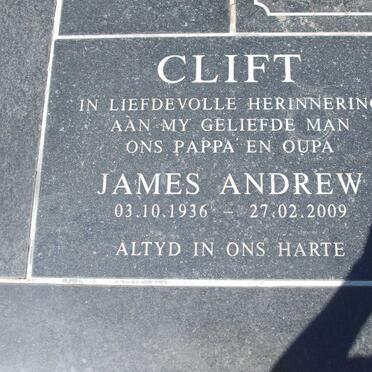 CLIFT
IN LIEFDEVOLLE HERINNERING
AAN MY GELIEFDE MAN
ONS PAPPA EN OUPA
JAMES ANDREW
03.10.1936 – 27.02.2009
ALTYD IN ONS HARTE